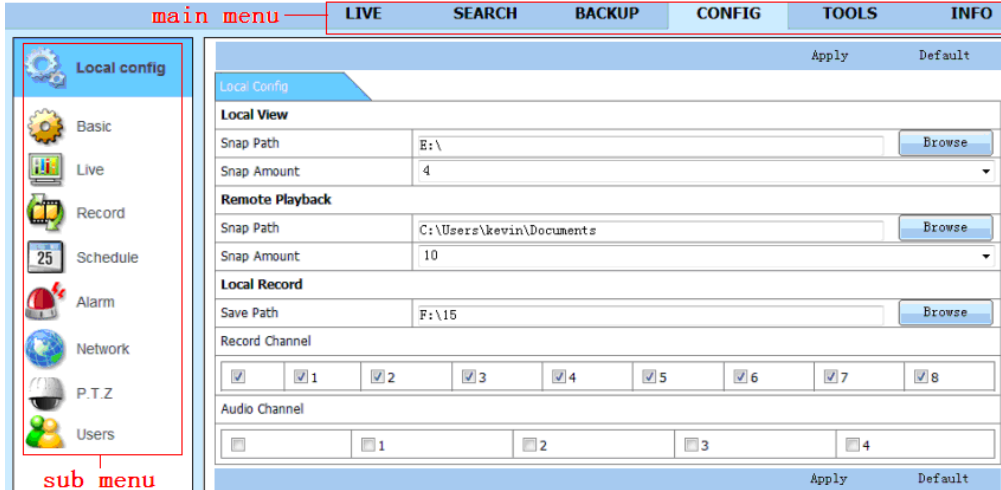 main menu LIVE SEARCH BACKUP CONFIG TOOLS INFO
Local config
Basic
Live
Record
25 Schedule
Alarm
Network
P.T.Z
Users
sub menu
Apply Default
Local Config
Local View
Snap Path E:\ Browse
Snap Amount 4
Remote Playback
Snap Path C:\Users\kevin\Documents Browse
Snap Amount 10
Local Record
Save Path F:\15 Browse
Record Channel
1 2 3 4 5 6 7 8
Audio Channel
1 2 3 4
Apply Default